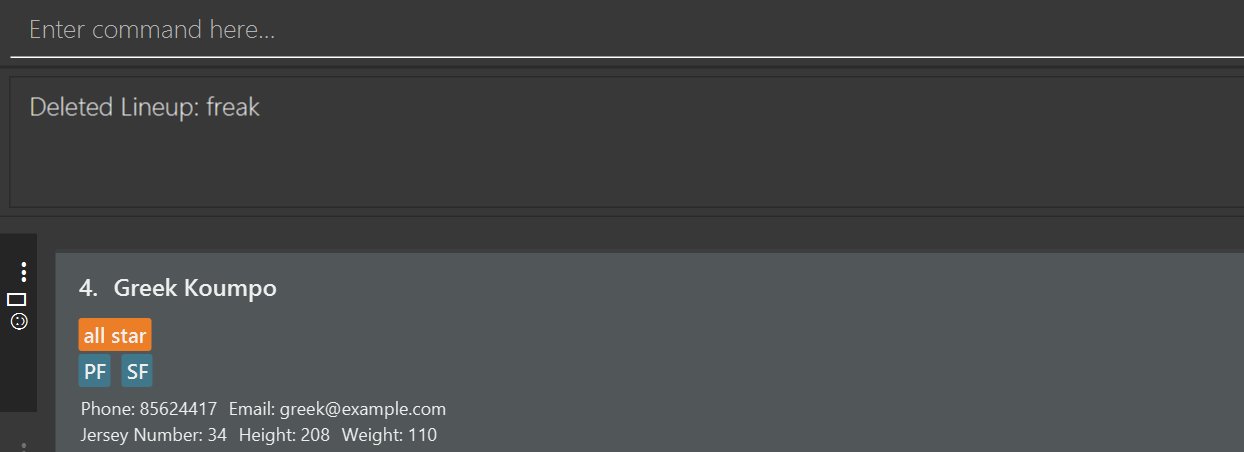 Enter command here...
Deleted Lineup: freak
4. Greek Koumpo
all star
PF SF
Phone: 85624417 Email: greek@example.com
Jersey Number: 34 Height: 208 Weight: 110